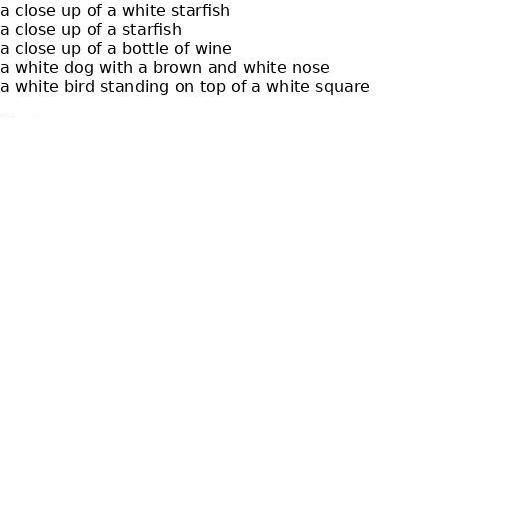 a close up of a white starfish
a close up of a starfish
a close up of a bottle of wine
a white dog with a brown and white nose
a white bird standing on top of a white square